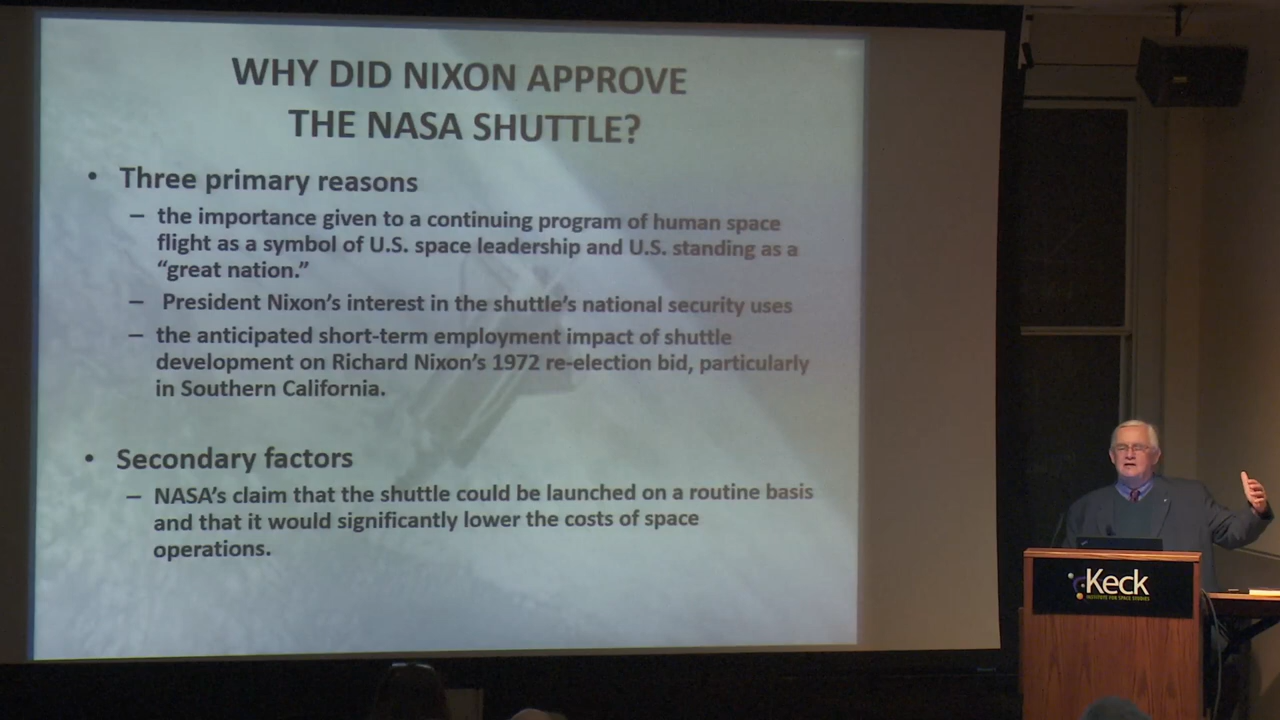 WHY DID NIXON APPROVE
THE NASA SHUTTLE?
• Three primary reasons
– the importance given to a continuing program of human space
flight as a symbol of U.S. space leadership and U.S. standing as a
“great nation.”
– President Nixon’s interest in the shuttle’s national security uses
– the anticipated short-term employment impact of shuttle
development on Richard Nixon’s 1972 re-election bid, particularly
in Southern California.
• Secondary factors
– NASA’s claim that the shuttle could be launched on a routine basis
and that it would significantly lower the costs of space
operations.
Keck
INSTITUTE FOR SPACE STUDIES